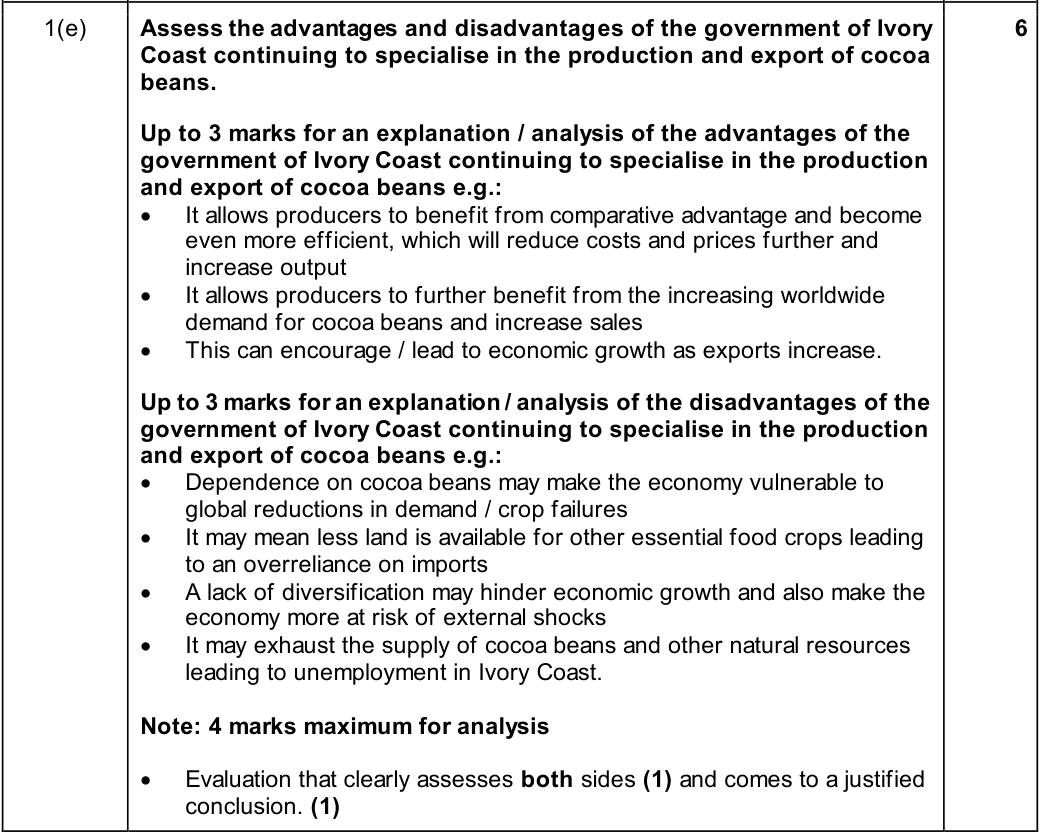 1(e)
Assess the advantages and disadvantages of the government of Ivory
Coast continuing to specialise in the production and export of cocoa
beans.
6
Up to 3 marks for an explanation / analysis of the advantages of the
government of Ivory Coast continuing to specialise in the production
and export of cocoa beans e.g.:
• It allows producers to benefit from comparative advantage and become
even more efficient, which will reduce costs and prices further and
increase output
• It allows producers to further benefit from the increasing worldwide
demand for cocoa beans and increase sales
• This can encourage / lead to economic growth as exports increase.
Up to 3 marks for an explanation / analysis of the disadvantages of the
government of Ivory Coast continuing to specialise in the production
and export of cocoa beans e.g.:
• Dependence on cocoa beans may make the economy vulnerable to
global reductions in demand / crop failures
• It may mean less land is available for other essential food crops leading
to an overreliance on imports
• A lack of diversification may hinder economic growth and also make the
economy more at risk of external shocks
• It may exhaust the supply of cocoa beans and other natural resources
leading to unemployment in Ivory Coast.
Note: 4 marks maximum for analysis
• Evaluation that clearly assesses both sides (1) and comes to a justified
conclusion. (1)